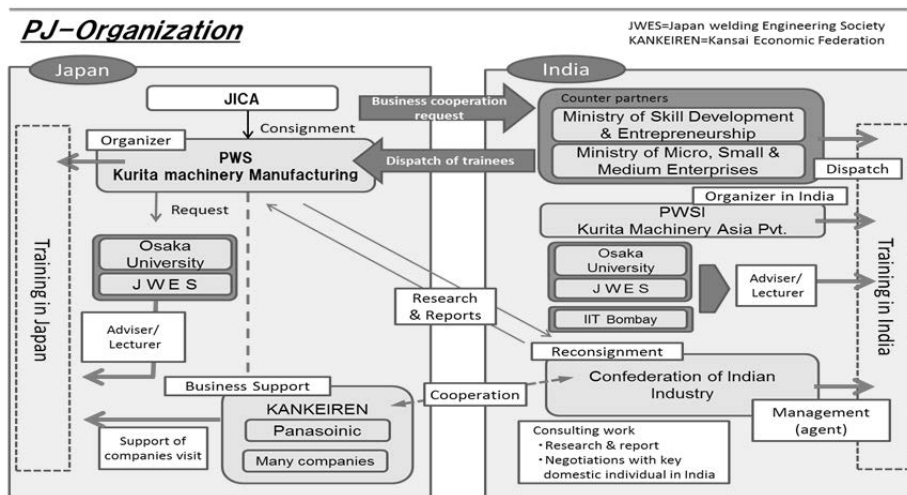 PJ-Organization
JWES=Japan welding Engineering Society
KANKEIREN=Kansai Economic Federation
Japan
India
JICA
Consignment
Organizer
PWS
Kurita machinery Manufacturing
Request
Osaka
University
JWES
Adviser/
Lecturer
Training in Japan
Business Support
KANKEIREN
Panasoinic
Many companies
Support of
companies visit
Business cooperation
request
Dispatch of trainees
Research
& Reports
Cooperation
Counter partners
Ministry of Skill Development
& Entrepreneurship
Ministry of Micro, Small &
Medium Enterprises
Dispatch
Organizer in India
PWSI
Kurita Machinery Asia Pvt.
Osaka
University
JWES
IIT Bombay
Adviser/
Lecturer
Training in India
Reconsignment
Confederation of Indian
Industry
Management
(agent)
Consulting work
・Research & report
・Negotiations with key
domestic individual in India